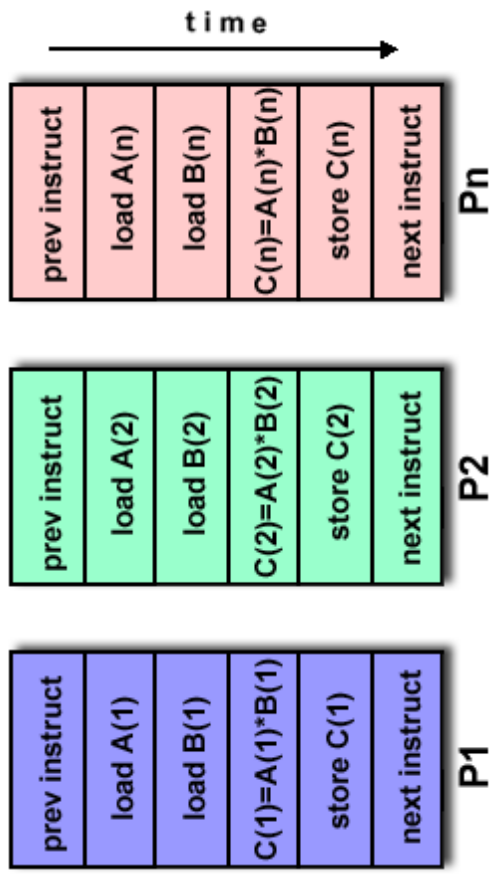 time
prev instruct
load A(1)
load B(1)
C(1)=A(1)*B(1)
store C(1)
next instruct
P1
prev instruct
load A(2)
load B(2)
C(2)=A(2)*B(2)
store C(2)
next instruct
P2
prev instruct
load A(n)
load B(n)
C(n)=A(n)*B(n)
store C(n)
next instruct
Pn